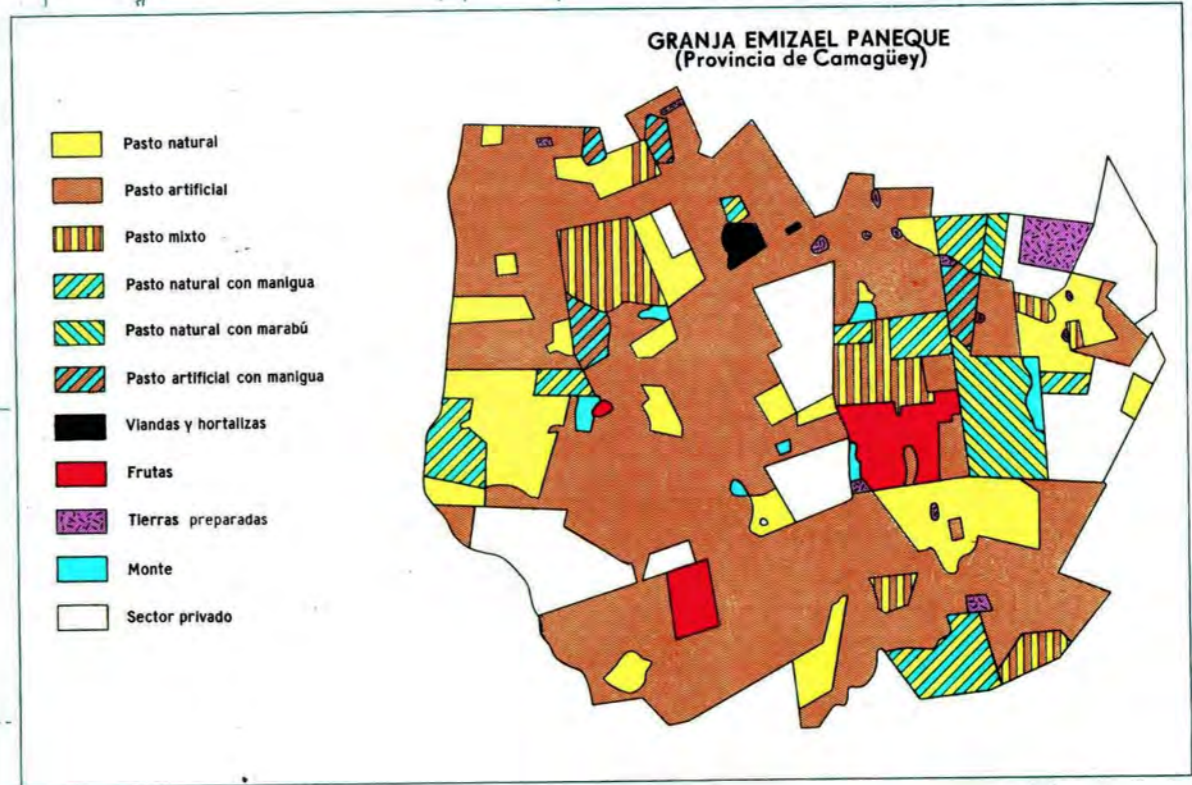 GRANJA EMIZAEL PANEQUE
(Provincia de Camagüey)
Pasto natural
Pasto artificial
Pasto mixto
Pasto natural con manigua
Pasto natural con marabú
Pasto artificial con manigua
Viandas y hortalizas
Frutas
Tierras preparadas
Monte
Sector privado